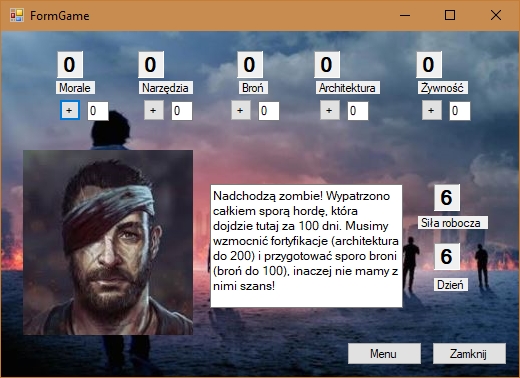 FormGame
0 0 0 0 0
Morale Narzędzia Broń Architektura Żywność
+ 0 + 0 + 0 + 0 + 0
Nadchodzą zombie! Wypatrzono
całkiem sporą hordę, która
dojdzie tutaj za 100 dni. Musimy
wzmocnić fortyfikacje (architektura
do 200) i przygotować sporo broni
(broń do 100), inaczej nie mamy z
nimi szans!
6
Siła robocza
6
Dzień
Menu Zamknij